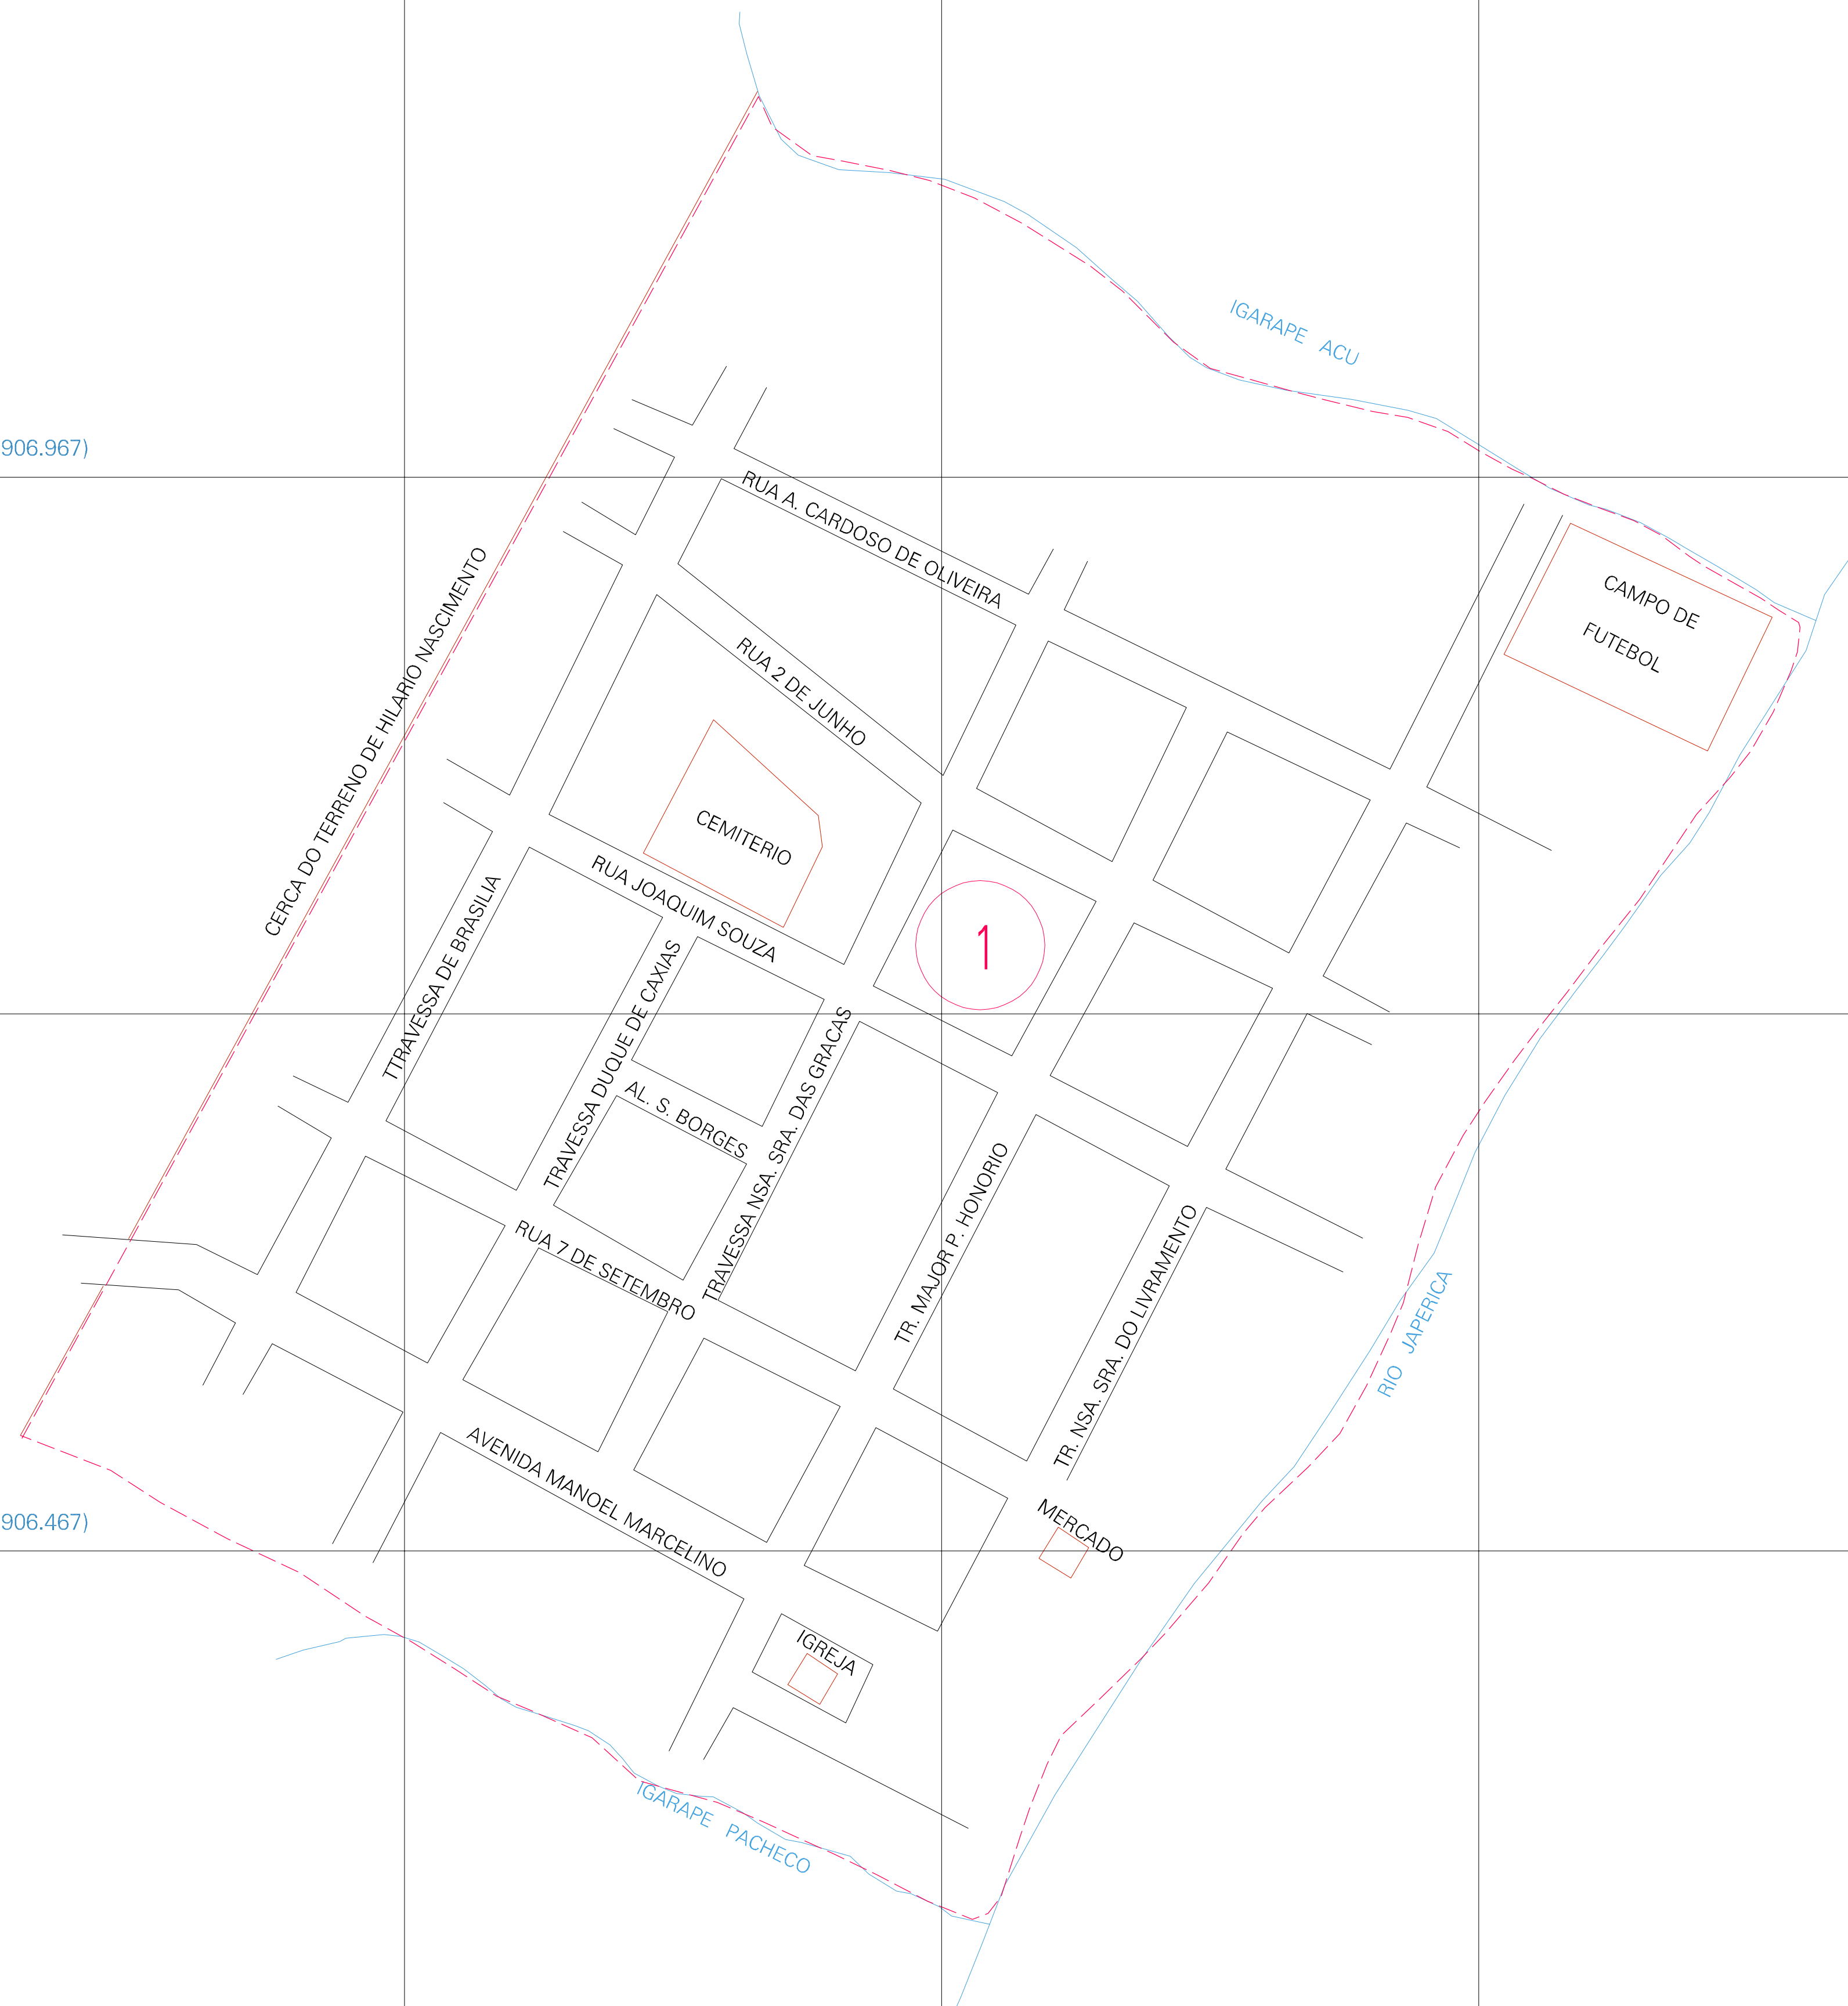 IGARAPE ACU
906.967)
RUA A. CARDOSO DE OLIVEIRA
CAMPO DE
FUTEBOL
CERCA DO TERRENO DE HILARIO NASCIMENTO
RUA 2 DE JUNHO
CEMITERIO
RUA JOAQUIM SOUZA
1
TTRAVESSA DE BRASILIA
TRAVESSA DUQUE DE CAXIAS
TRAVESSA NSA. SRA. DAS GRACAS
AL. S. BORGES
TR. MAJOR P. HONORIO
TR. NSA. SRA. DO LIVRAMENTO
RUA 7 DE SETEMBRO
RIO JAPERICA
AVENIDA MANOEL MARCELINO
906.467)
MERCADO
IGREJA
IGARAPE PACHECO